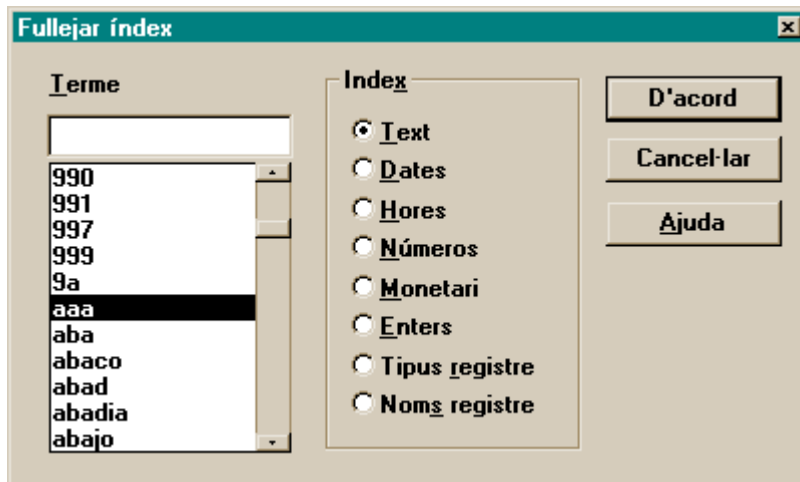 Fullejar índex
Terme
990
991
997
999
9a
aaa
aba
abaco
abad
abadia
abajo
Index
Text
Dates
Hores
Números
Monetari
Enters
Tipus registre
Noms registre
D'acord
Cancel·lar
Ajuda